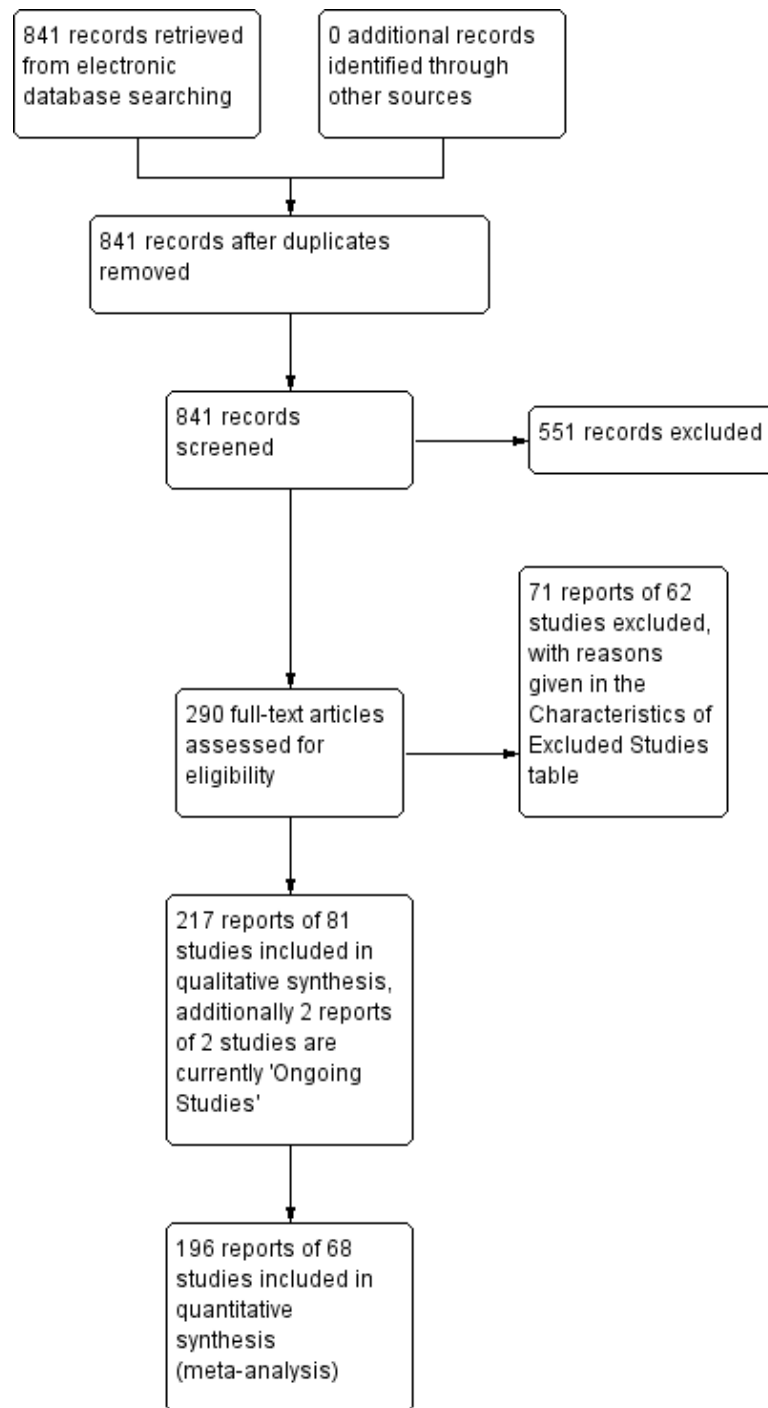 841 records retrieved
from electronic
database searching
0 additional records
identified through
other sources
841 records after duplicates
removed
841 records
screened
551 records excluded
71 reports of 62
studies excluded,
with reasons
given in the
Characteristics of
Excluded Studies
table
290 full-text articles
assessed for
eligibility
217 reports of 81
studies included in
qualitative synthesis,
additionally 2 reports
of 2 studies are
currently 'Ongoing
Studies'
196 reports of 68
studies included in
quantitative
synthesis
(meta-analysis)